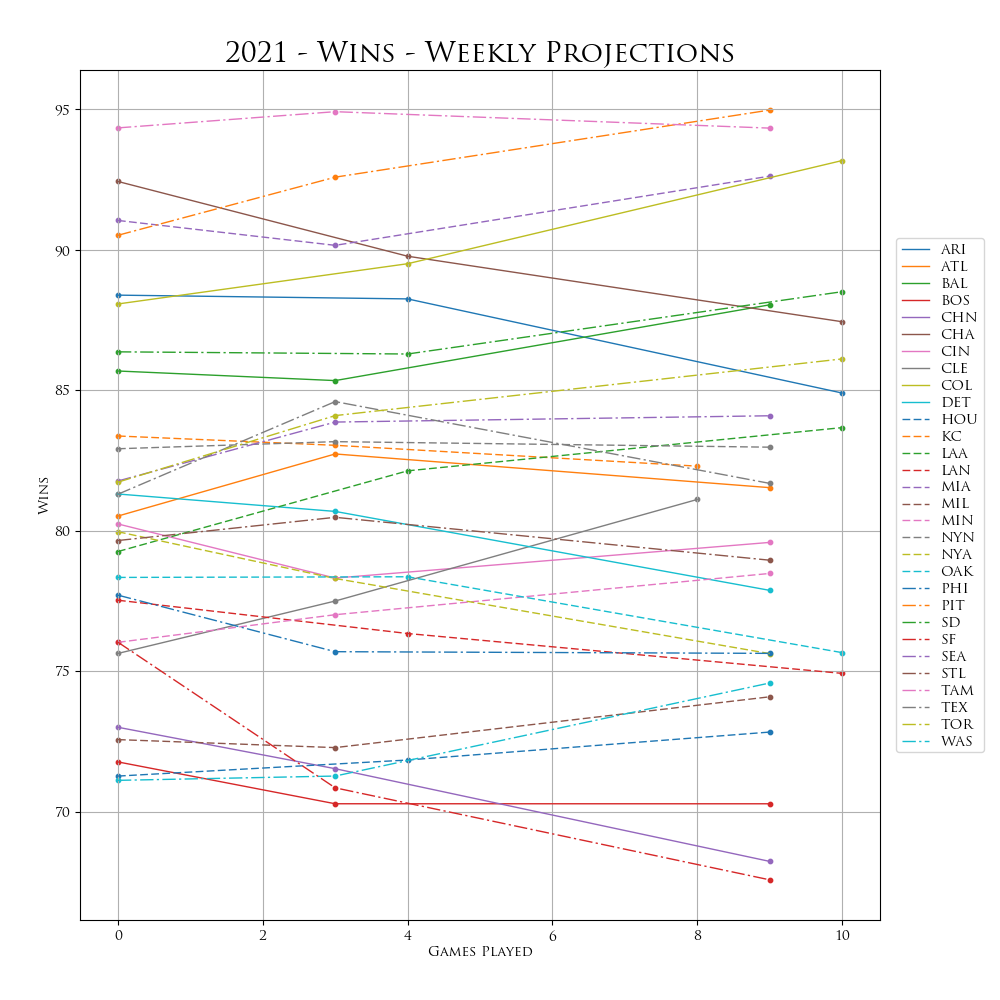 2021 - Wins - Weekly Projections
95
90
85
80
75
70
Wins
0 2 4 6 8 10
Games Played
ARI
ATL
BAL
BOS
CHN
CHA
CIN
CLE
COL
DET
HOU
KC
LAA
LAN
MIA
MIL
MIN
NYN
NYA
OAK
PHI
PIT
SD
SF
SEA
STL
TAM
TEX
TOR
WAS